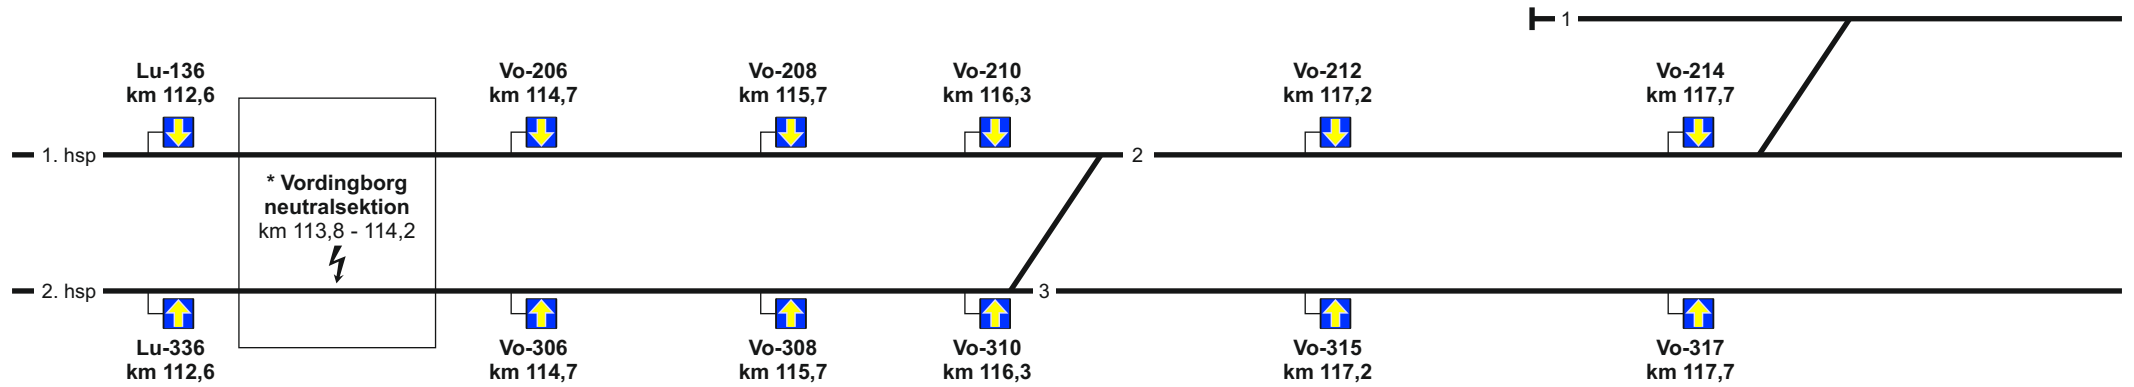 1
Lu-136
km 112,6
Vo-206
km 114,7
Vo-208
km 115,7
Vo-210
km 116,3
Vo-212
km 117,2
Vo-214
km 117,7
1. hsp
2
* Vordingborg
neutralsektion
km 113,8 - 114,2
2. hsp
3
Lu-336
km 112,6
Vo-306
km 114,7
Vo-308
km 115,7
Vo-310
km 116,3
Vo-315
km 117,2
Vo-317
km 117,7